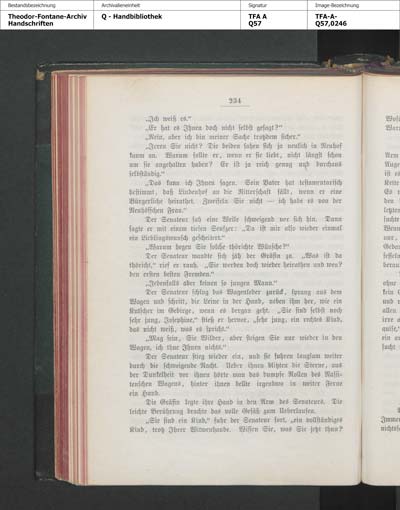 Bestandsbezeichnung
Archivalieneinheit
Signatur
Image-Bezeichnung
Theodor-Fontane-Archiv
Handschriften
Q - Handbibliothek
TFA A
Q57
TFA-A-
Q57,0246
234
„Ich weiß es.“
„Er hat es Ihnen doch nicht selbst gesagt?“
„Nein, aber ich bin meiner Sache trotzdem sicher.“
„Irren Sie nicht? Die beiden sahen sich ja neulich in Neuhof
kaum an. Warum sollte er, wenn er sie liebt, nicht längst schon
um sie angehalten haben? Er ist ja reich genug und durchaus
selbständig.“
„Das kann ich Ihnen sagen. Sein Vater hat testamentarisch
bestimmt, daß Lindenhof an die Ritterschaft fällt, wenn er eine
Bürgerliche heirathet. Zweifeln Sie nicht — ich habe es von der
Neuhöfschen Frau.“
Der Senateur sah eine Weile schweigend vor sich hin. Dann
sagte er mit einem tiefen Seufzer: „Da ist mir also wieder einmal
ein Lieblingswunsch gescheitert.“
„Warum hegen Sie solche thörichte Wünsche?“
Der Senateur wandte sich jäh der Gräfin zu. „Was ist da
thöricht,“ rief er rauh. „Sie werden doch wieder heirathen und wen?
den ersten besten Fremden.“
„Jedenfalls aber keinen so jungen Mann.“
Der Senateur schlug das Wagenleder zurück, sprang aus dem
Wagen und schritt, die Leine in der Hand, neben ihm her, wie ein
Kutscher im Gebirge, wenn es bergan geht. „Sie sind selbst noch
sehr jung, Josephine,“ stieß er hervor, „sehr jung, ein rechtes Kind,
das nicht weiß, was es spricht.“
„Mag sein, Sie Wilder, aber steigen Sie nur wieder in den
Wagen, ich thue Ihnen nichts.“
Der Senateur stieg wieder ein, und sie fuhren langsam weiter
durch die schweigende Nacht. Ueber ihnen blitzten die Sterne, aus
der Dunkelheit vor ihnen hörte man das dumpfe Rollen des
Wagens, hinter ihnen bellte irgendwo in weiter Ferne
ein Hund.
Die Gräfin legte ihre Hand in den Arm des Senateurs. Die
leichte Berührung brachte das volle Gefäß zum Ueberlaufen.
„Sie sind ein Kind,“ fuhr der Senateur fort, „ein vollständiges
Kind, trotz Ihrer Witwenhaube. Wissen Sie, was Sie jetzt thun?